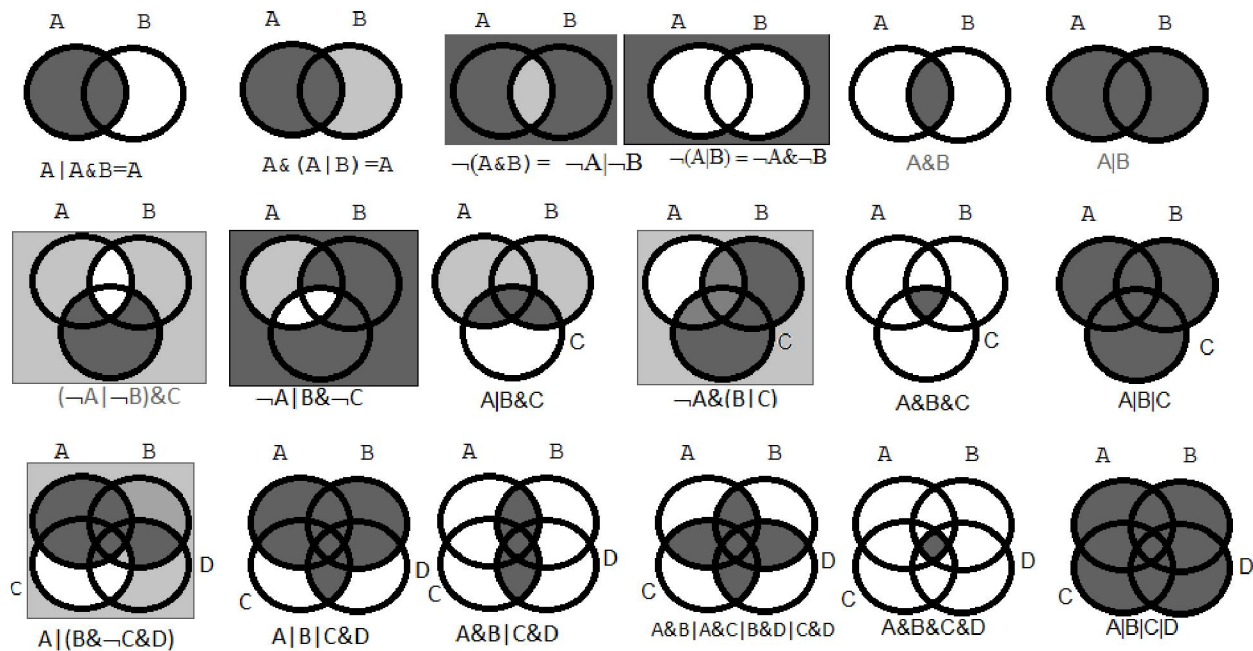 A B A B A B A B A B A B
A|A&B=A A&(A|B)=A ¬(A&B) = ¬A|¬B ¬(A|B) = ¬A&¬B A&B A|B
A B A B A B A B A B A B
C C C C
(¬A|¬B)&C ¬A|B&¬C A|B&C ¬A&(B|C) A&B&C A|B|C
A B A B A B A B A B A B
C D C D C D C D C D C D
A|(B&¬C&D) A|B|C&D A&B|C&D A&B|A&C|B&D|C&D A&B&C&D A|B|C|D